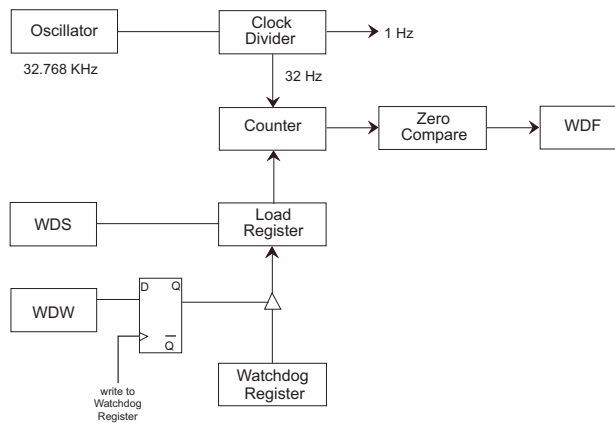 Oscillator
Clock
Divider
1 Hz
32.768 KHz
32 Hz
Counter
Zero
Compare
WDF
WDS
Load
Register
D
Q
WDW
Q
Watchdog
Register
write to
Watchdog
Register